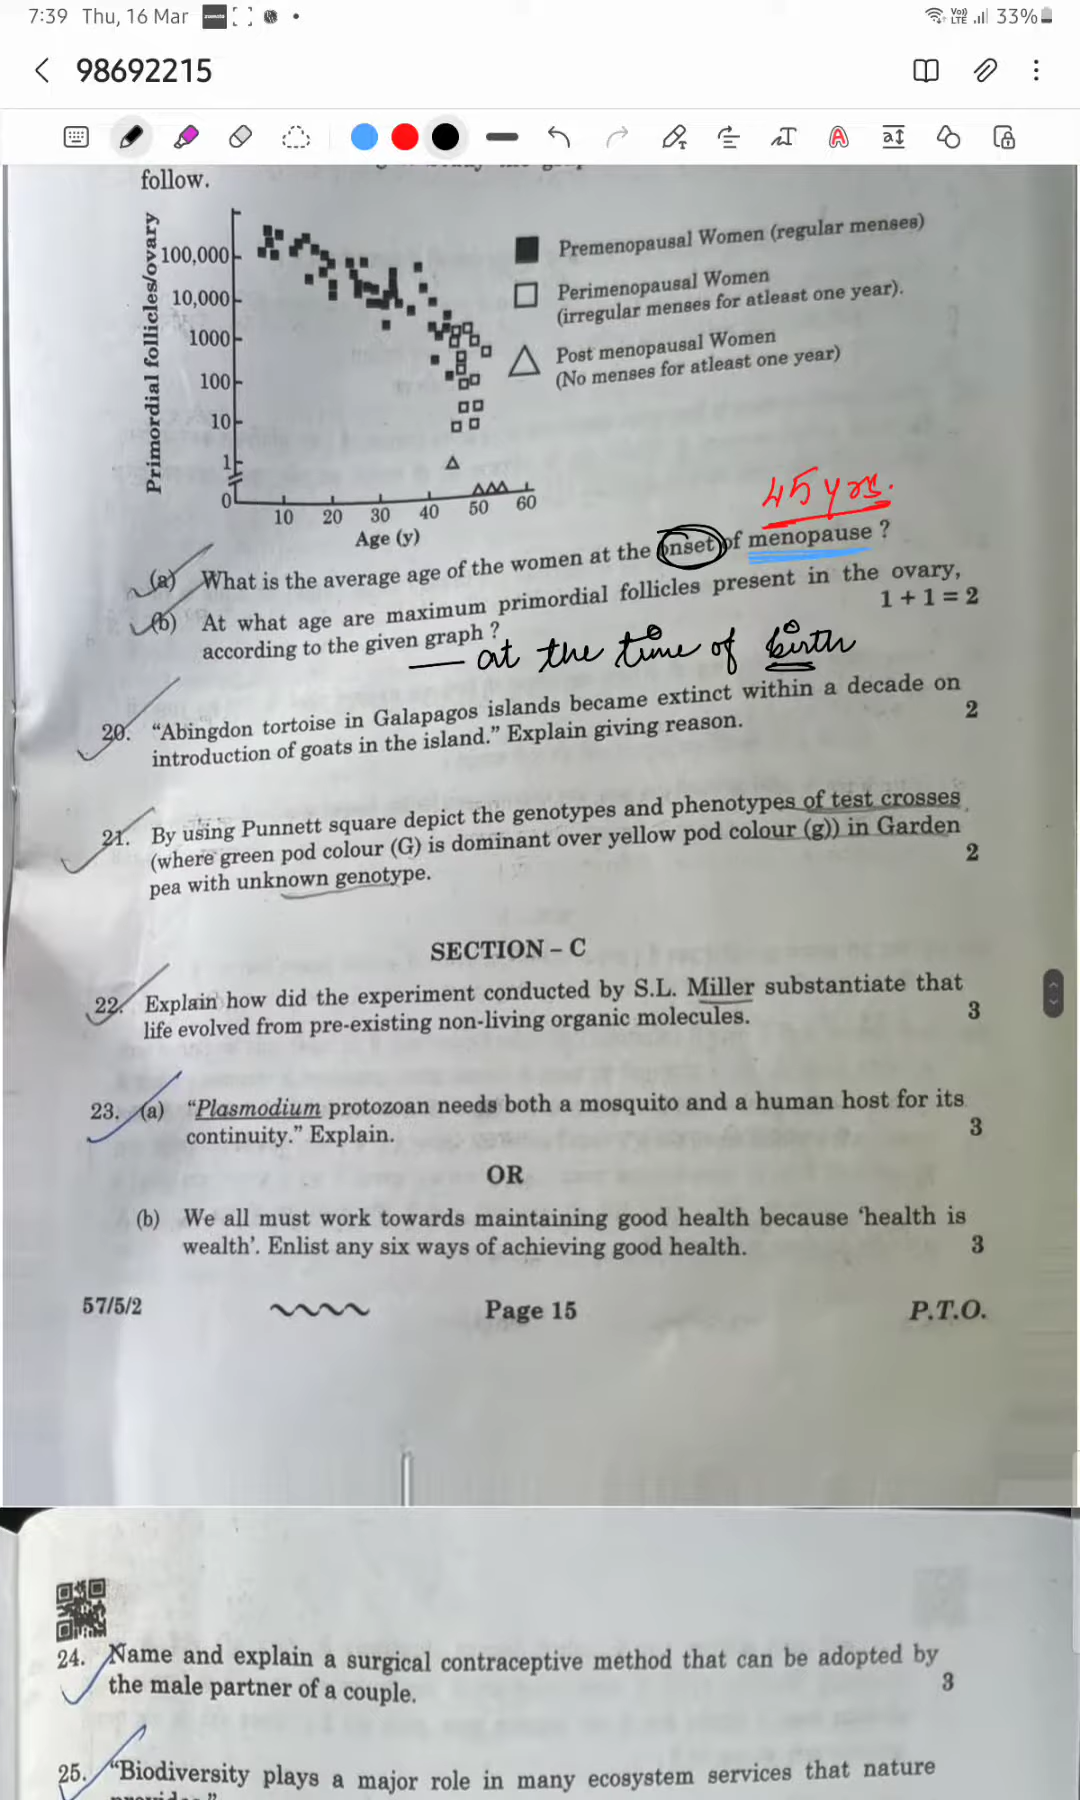 7:39 Thu, 16 Mar
33%
98692215
follow.
Primordial follicles/ovary
100,000
10,000
1000
100
10
1
0
10 20 30 40 50 60
Age (y)
Premenopausal Women (regular menses)
Perimenopausal Women
(irregular menses for atleast one year).
Post menopausal Women
(No menses for atleast one year)
45 yrs.
(a) What is the average age of the women at the onset of menopause ?
(b) At what age are maximum primordial follicles present in the ovary,
according to the given graph ? 1 + 1 = 2
— at the time of birth
20. “Abingdon tortoise in Galapagos islands became extinct within a decade on
introduction of goats in the island.” Explain giving reason. 2
21. By using Punnett square depict the genotypes and phenotypes of test crosses
(where green pod colour (G) is dominant over yellow pod colour (g)) in Garden
pea with unknown genotype. 2
SECTION – C
22. Explain how did the experiment conducted by S.L. Miller substantiate that
life evolved from pre-existing non-living organic molecules. 3
23. (a) “Plasmodium protozoan needs both a mosquito and a human host for its
continuity.” Explain. 3
OR
(b) We all must work towards maintaining good health because ‘health is
wealth’. Enlist any six ways of achieving good health. 3
57/5/2 Page 15 P.T.O.
24. Name and explain a surgical contraceptive method that can be adopted by
the male partner of a couple. 3
25. “Biodiversity plays a major role in many ecosystem services that nature